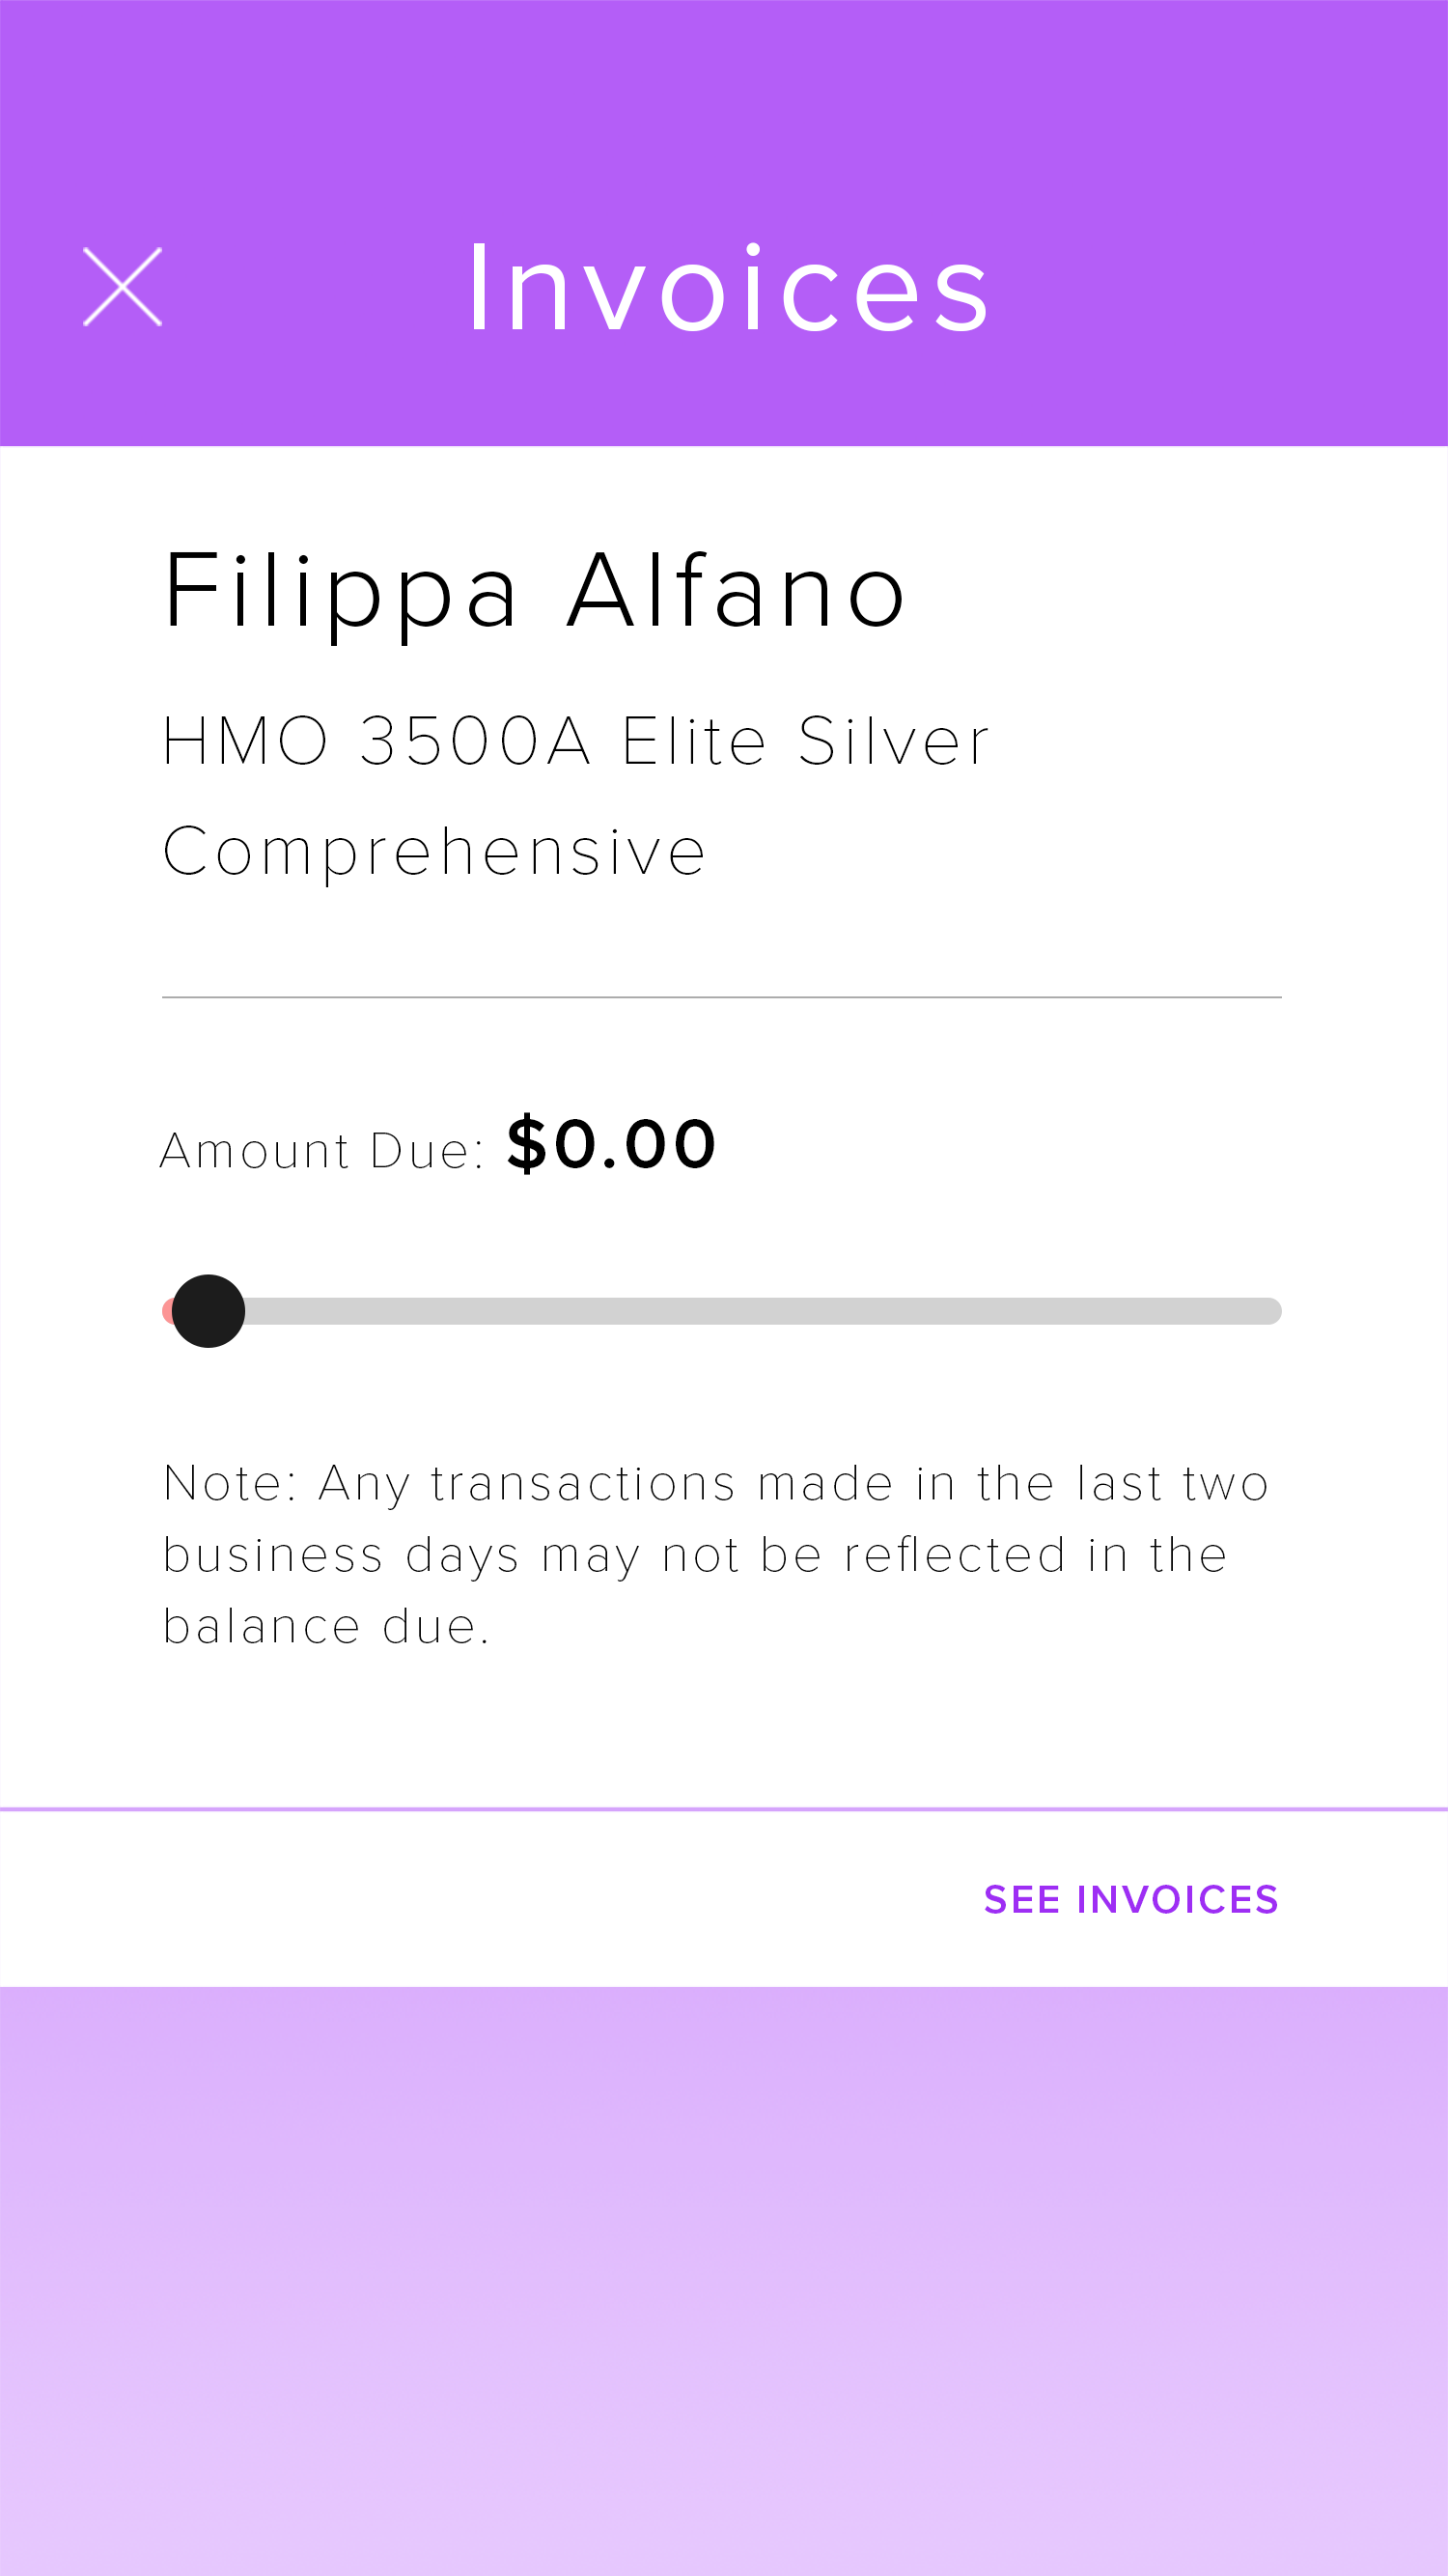 Invoices
Filippa Alfano
HMO 3500A Elite Silver
Comprehensive
Amount Due: $0.00
Note: Any transactions made in the last two
business days may not be reflected in the
balance due.
SEE INVOICES